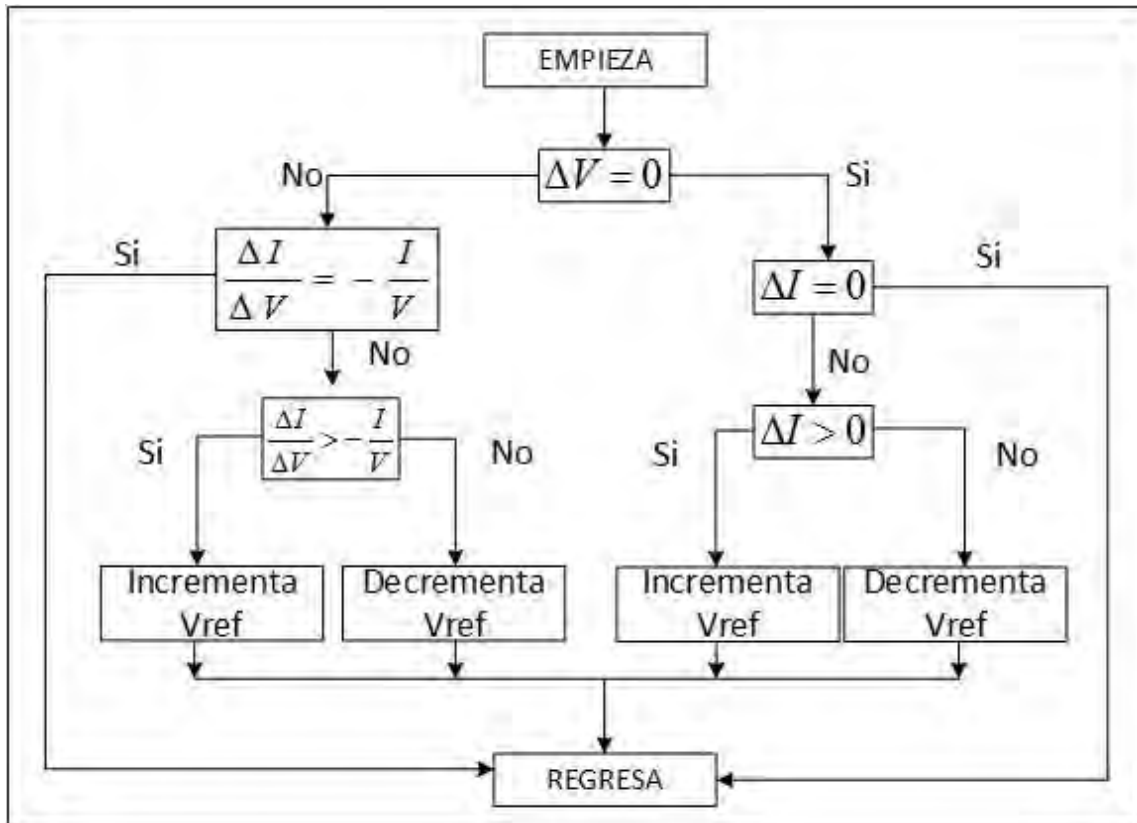 EMPIEZA
ΔV = 0
No
Si
Si
ΔI/ΔV = - I/V
ΔI = 0
Si
No
No
ΔI/ΔV > - I/V
ΔI > 0
Si
No
Si
No
Incrementa
Vref
Decrementa
Vref
Incrementa
Vref
Decrementa
Vref
REGRESA